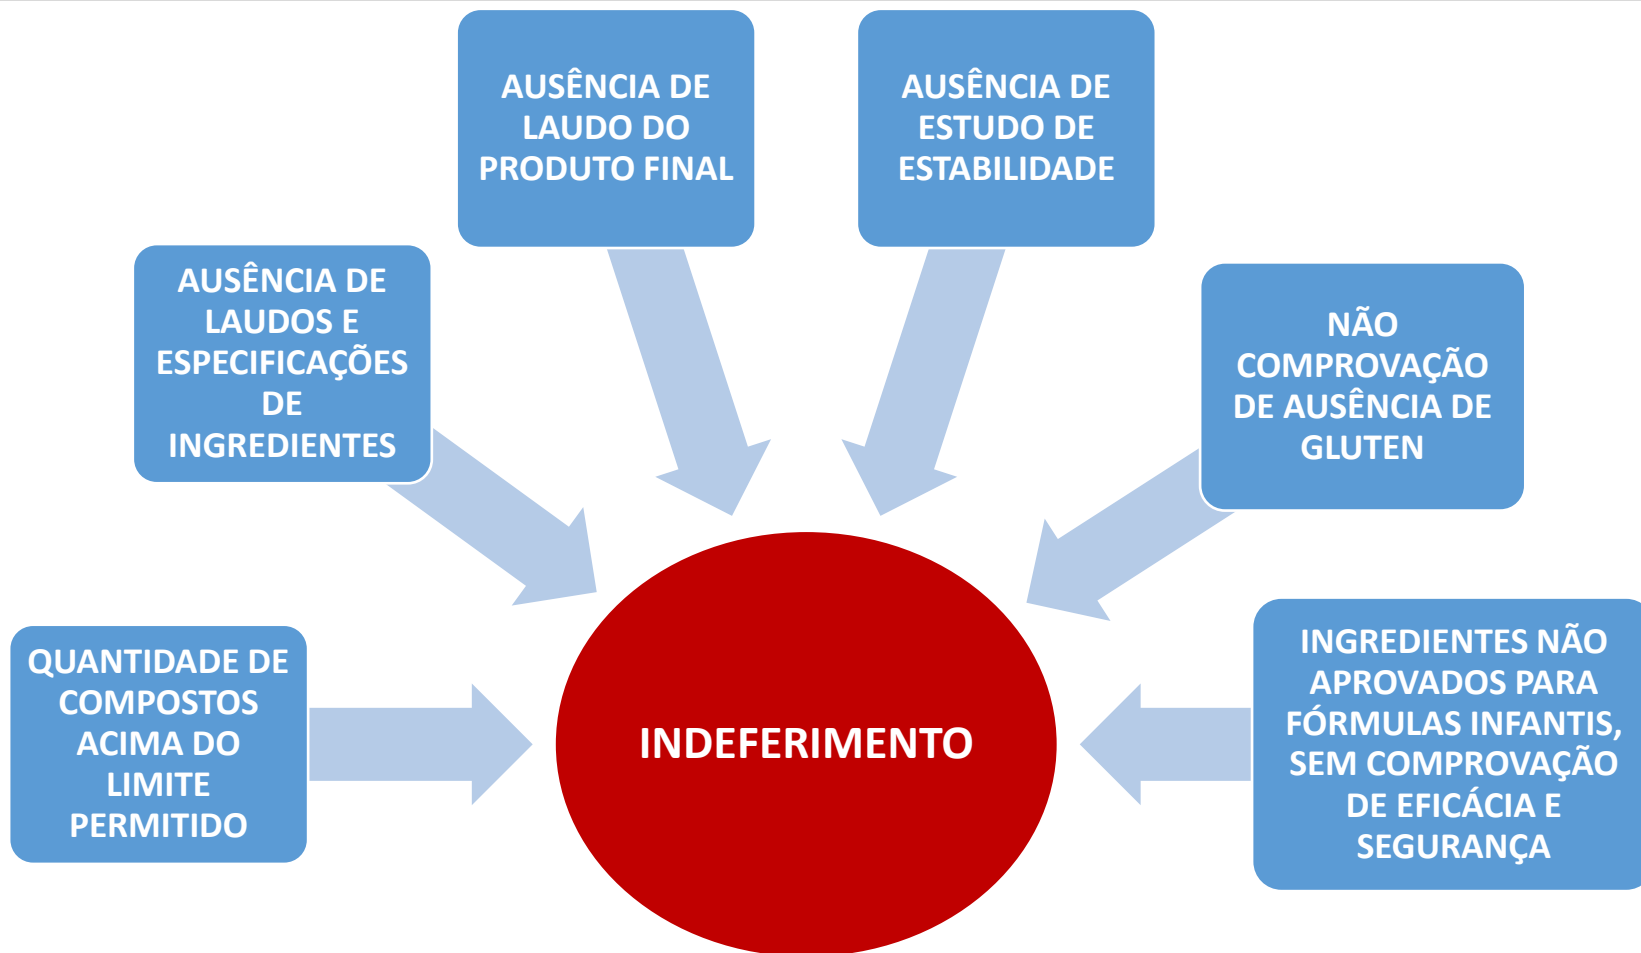 AUSÊNCIA DE
LAUDO DO
PRODUTO FINAL
AUSÊNCIA DE
ESTUDO DE
ESTABILIDADE
AUSÊNCIA DE
LAUDOS E
ESPECIFICAÇÕES
DE
INGREDIENTES
NÃO
COMPROVAÇÃO
DE AUSÊNCIA DE
GLUTEN
QUANTIDADE DE
COMPOSTOS
ACIMA DO
LIMITE
PERMITIDO
INDEFERIMENTO
INGREDIENTES NÃO
APROVADOS PARA
FÓRMULAS INFANTIS,
SEM COMPROVAÇÃO
DE EFICÁCIA E
SEGURANÇA